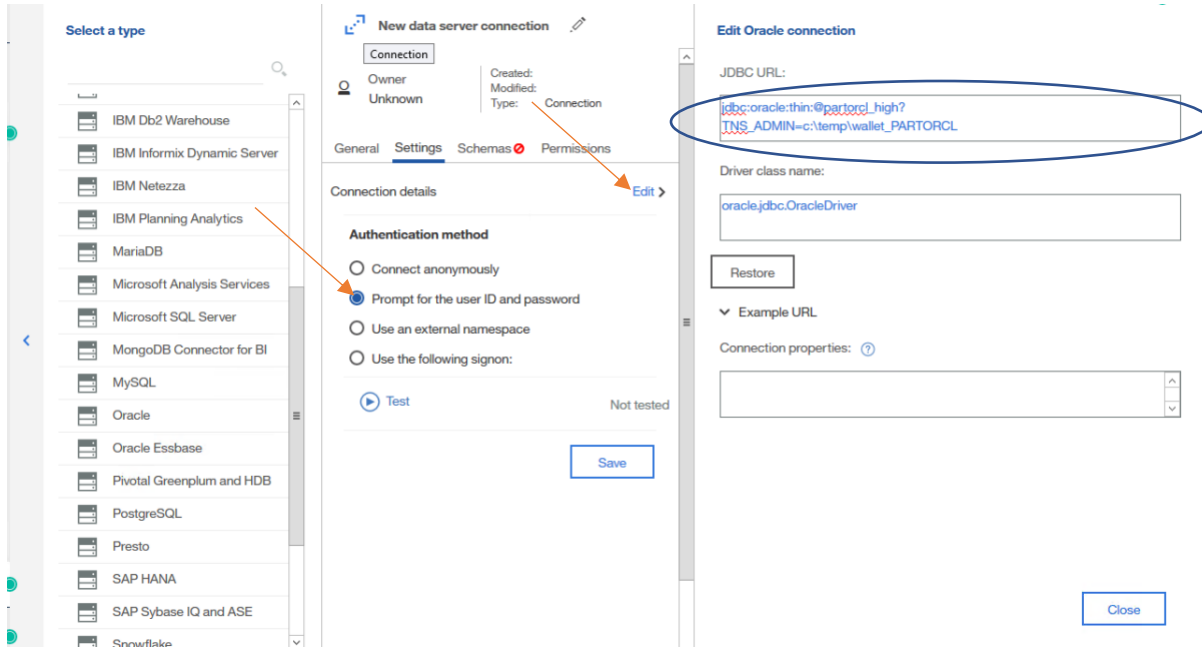 Select a type
IBM Db2 Warehouse
IBM Informix Dynamic Server
IBM Netezza
IBM Planning Analytics
MariaDB
Microsoft Analysis Services
Microsoft SQL Server
MongoDB Connector for BI
MySQL
Oracle
Oracle Essbase
Pivotal Greenplum and HDB
PostgreSQL
Presto
SAP HANA
SAP Sybase IQ and ASE
Snowflake
New data server connection
Connection
Owner
Unknown
Created:
Modified:
Type: Connection
General Settings Schemas Permissions
Connection details Edit
Authentication method
Connect anonymously
Prompt for the user ID and password
Use an external namespace
Use the following signon:
Test Not tested
Save
Edit Oracle connection
JDBC URL:
jdbc:oracle:thin:@partorcl_high?
TNS_ADMIN=c:\temp\wallet_PARTORCL
Driver class name:
oracle.jdbc.OracleDriver
Restore
Example URL
Connection properties: ?
Close